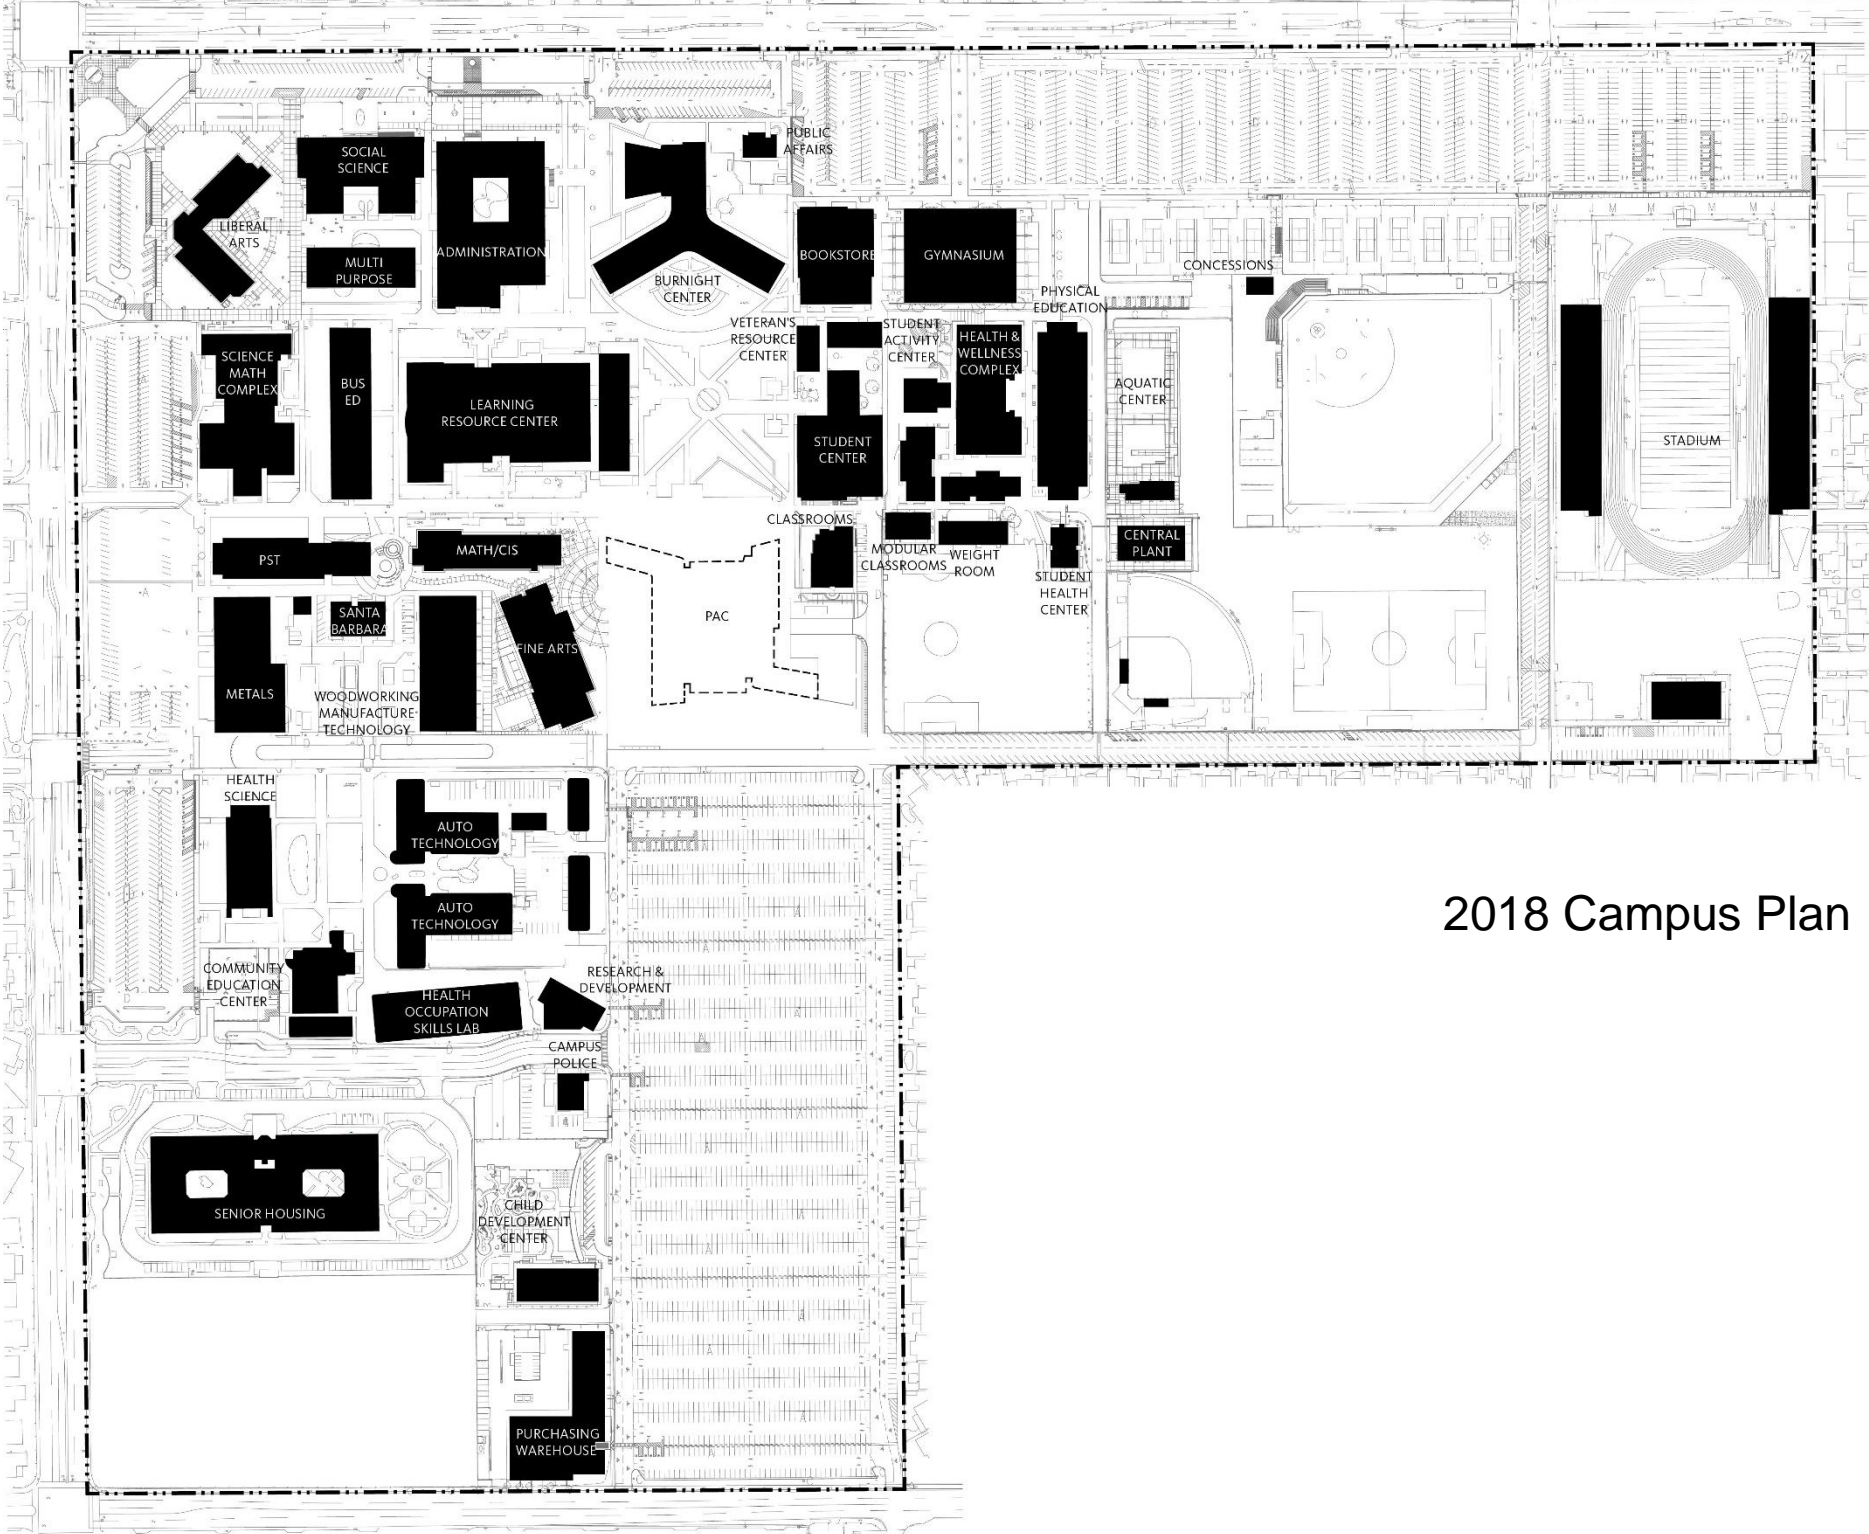 PUBLIC
AFFAIRS
SOCIAL
SCIENCE
LIBERAL
ARTS
MULTI
PURPOSE
ADMINISTRATION
BURNIGHT
CENTER
BOOKSTORE
GYMNASIUM
CONCESSIONS
PHYSICAL
EDUCATION
VETERAN'S
RESOURCE
CENTER
STUDENT
ACTIVITY
CENTER
HEALTH &
WELLNESS
COMPLEX
SCIENCE
MATH
COMPLEX
BUS
ED
LEARNING
RESOURCE CENTER
AQUATIC
CENTER
STUDENT
CENTER
STADIUM
CLASSROOMS
PST
MATH/CIS
MODULAR
CLASSROOMS
WEIGHT
ROOM
CENTRAL
PLANT
STUDENT
HEALTH
CENTER
SANTA
BARBARA
PAC
FINE ARTS
METALS
WOODWORKING
MANUFACTURE-
TECHNOLOGY
HEALTH
SCIENCE
AUTO
TECHNOLOGY
AUTO
TECHNOLOGY
2018 Campus Plan
COMMUNITY
EDUCATION
CENTER
HEALTH
OCCUPATION
SKILLS LAB
RESEARCH &
DEVELOPMENT
CAMPUS
POLICE
SENIOR HOUSING
CHILD
DEVELOPMENT
CENTER
PURCHASING
WAREHOUSE